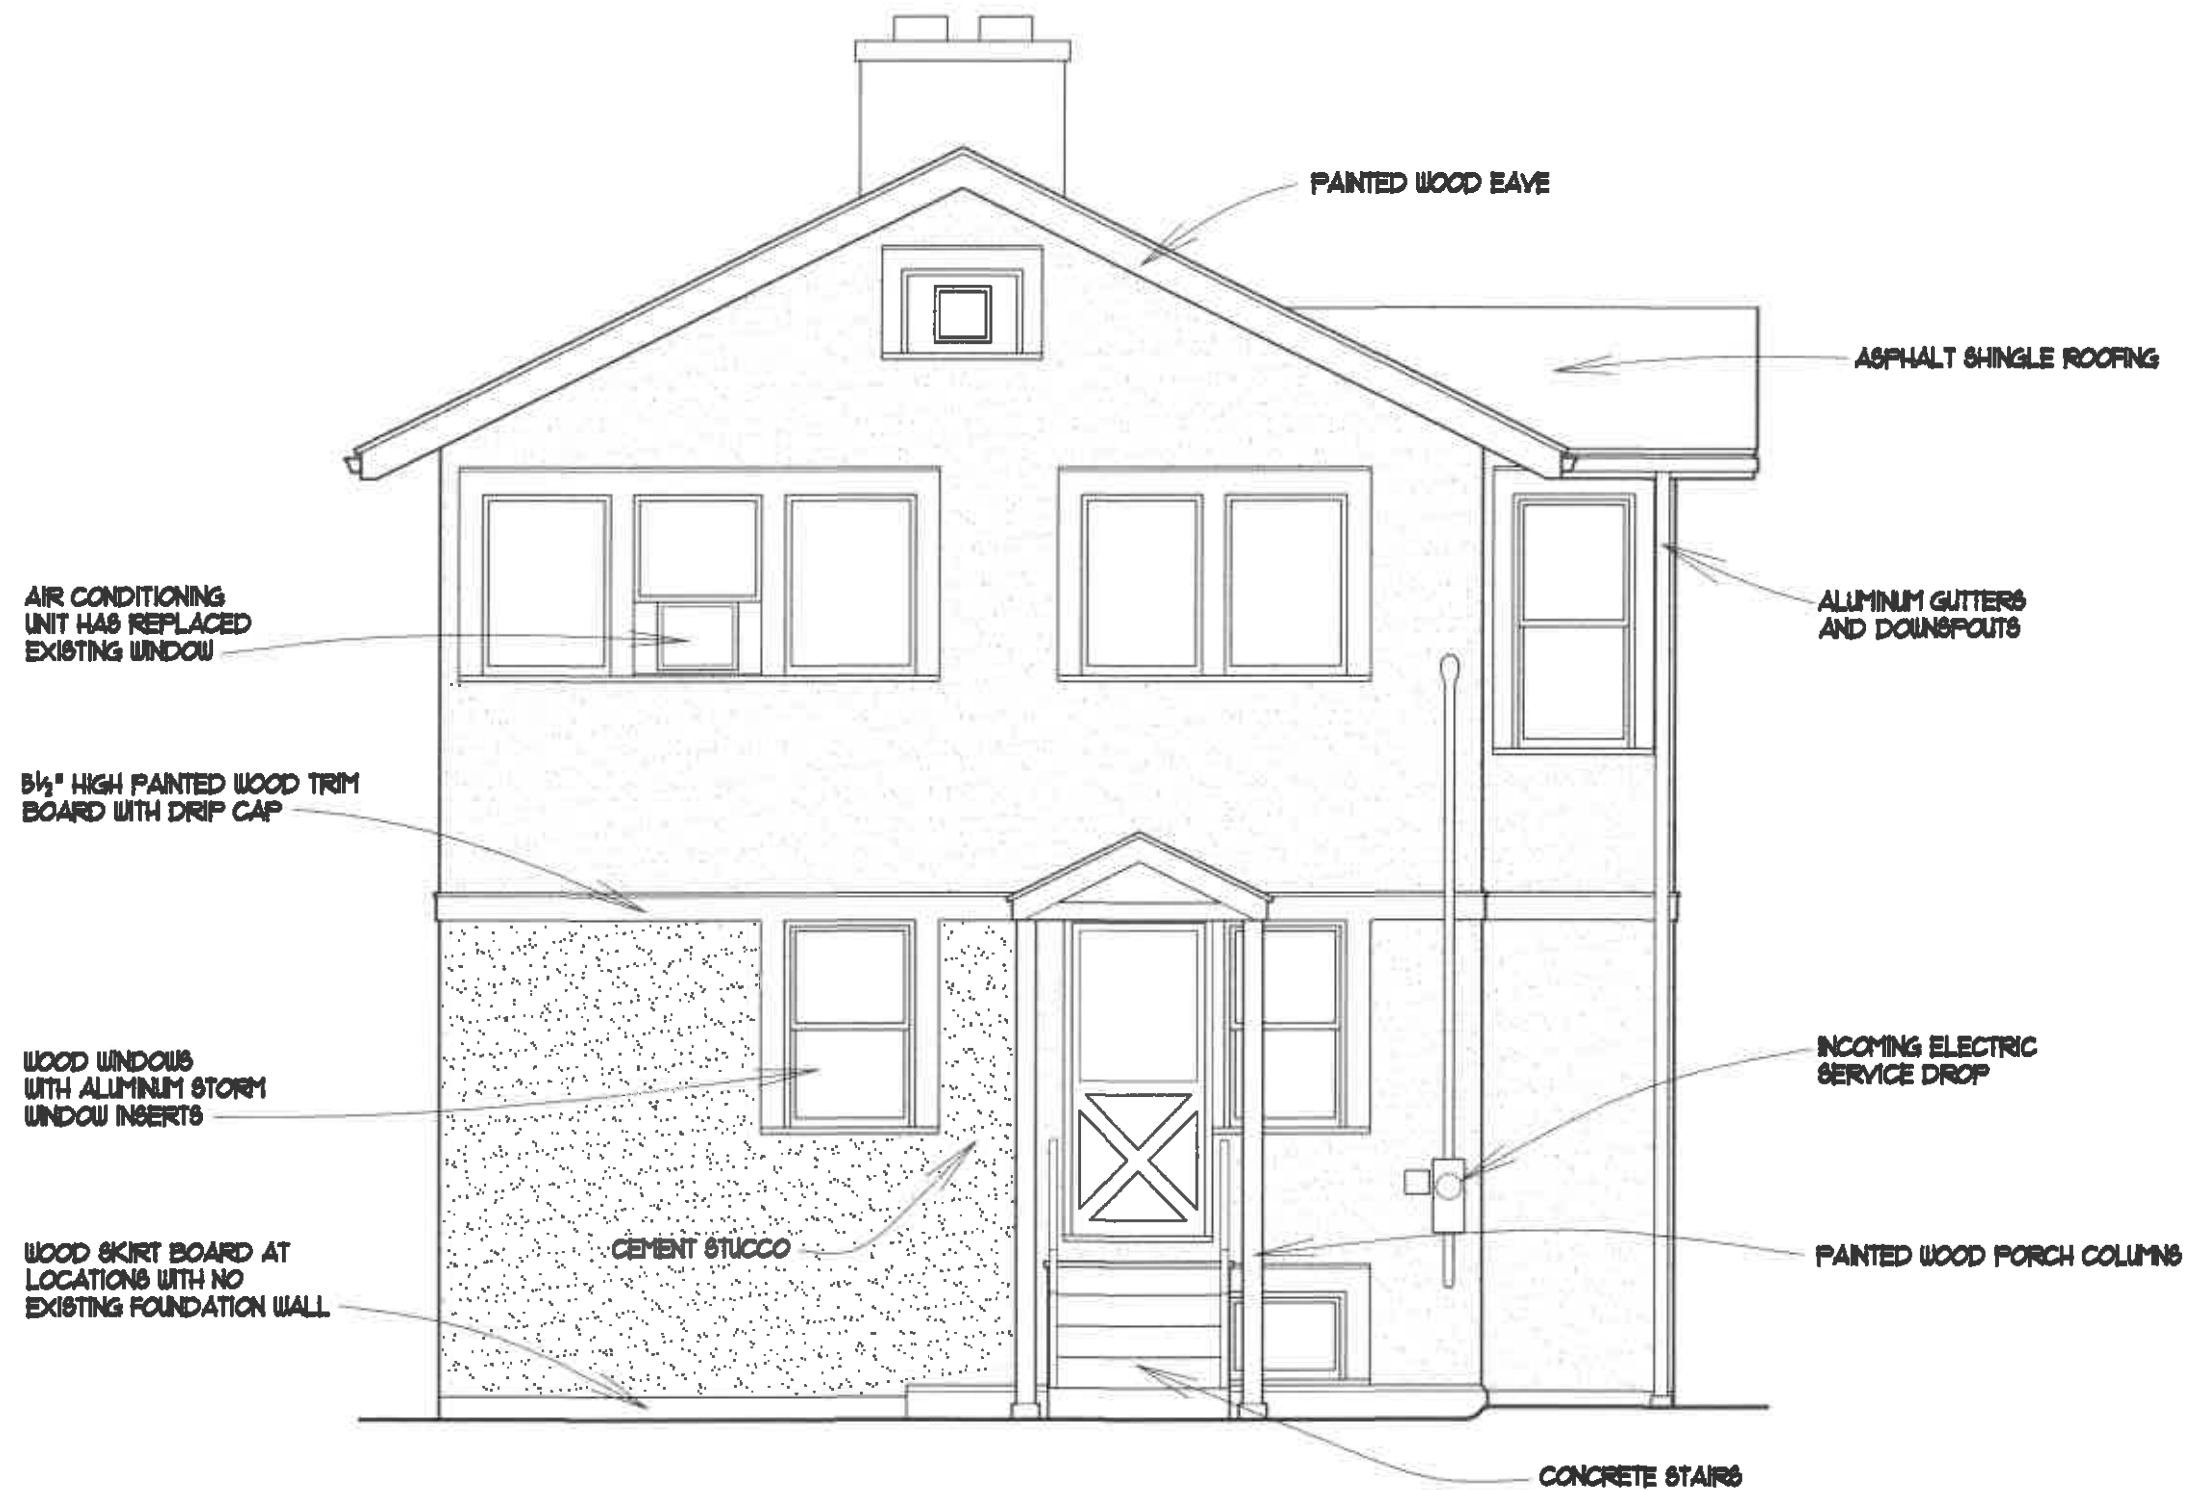 PAINTED WOOD EAVE
ASPHALT SHINGLE ROOFING
AIR CONDITIONING
UNIT HAS REPLACED
EXISTING WINDOW
ALUMINUM GUTTERS
AND DOWNSPOUTS
5½" HIGH PAINTED WOOD TRIM
BOARD WITH DRIP CAP
WOOD WINDOWS
WITH ALUMINUM STORM
WINDOW INSERTS
INCOMING ELECTRIC
SERVICE DROP
CEMENT STUCCO
WOOD SKIRT BOARD AT
LOCATIONS WITH NO
EXISTING FOUNDATION WALL
PAINTED WOOD PORCH COLUMNS
CONCRETE STAIRS